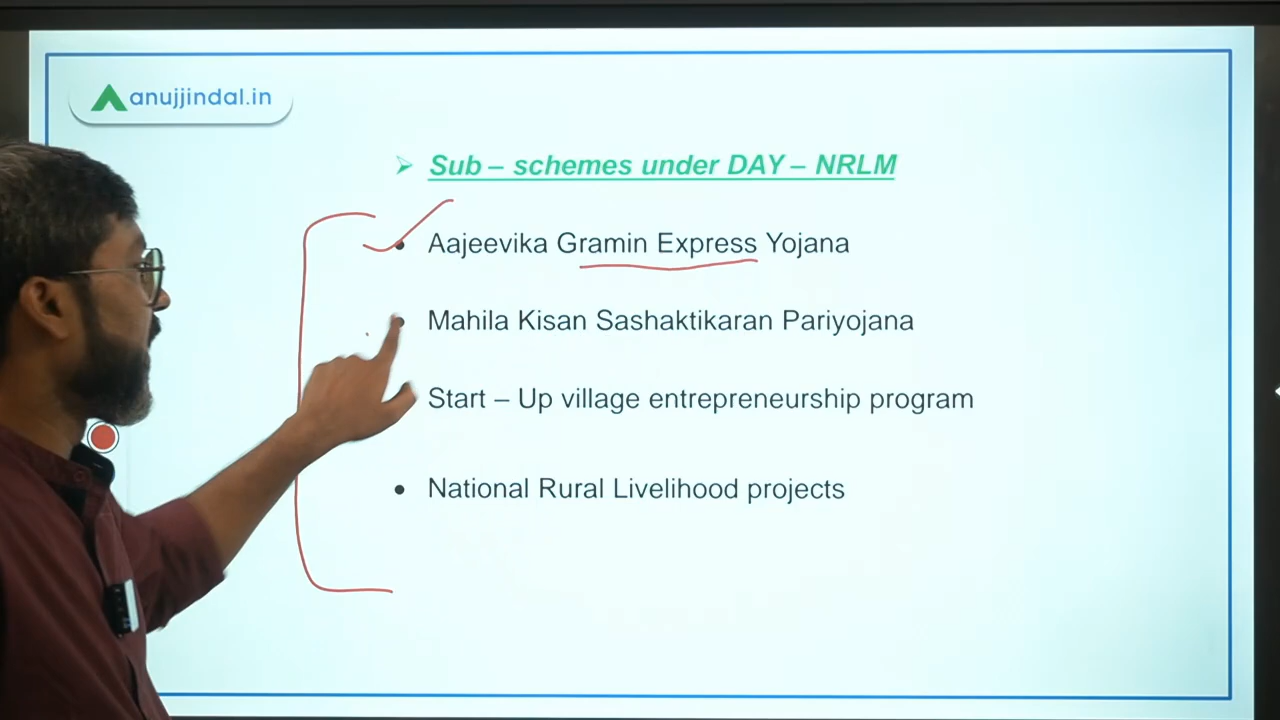 anujjindal.in
Sub – schemes under DAY – NRLM
Aajeevika Gramin Express Yojana
Mahila Kisan Sashaktikaran Pariyojana
Start – Up village entrepreneurship program
National Rural Livelihood projects